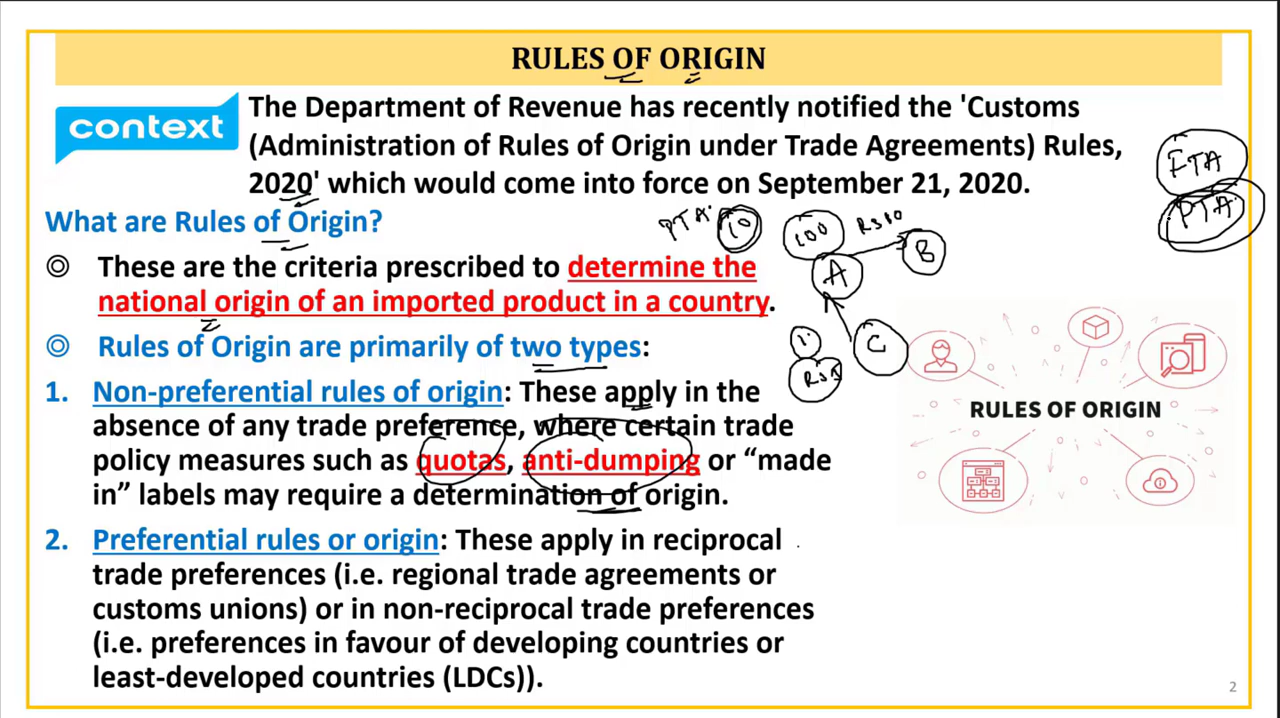 RULES OF ORIGIN
context
The Department of Revenue has recently notified the 'Customs
(Administration of Rules of Origin under Trade Agreements) Rules,
2020' which would come into force on September 21, 2020.
FTA
PTA
What are Rules of Origin?
PTA
10
100
RS10
B
A
C
These are the criteria prescribed to determine the
national origin of an imported product in a country.
Rules of Origin are primarily of two types:
1. Non-preferential rules of origin: These apply in the
absence of any trade preference, where certain trade
policy measures such as quotas, anti-dumping or “made
in” labels may require a determination of origin.
RULES OF ORIGIN
2. Preferential rules or origin: These apply in reciprocal
trade preferences (i.e. regional trade agreements or
customs unions) or in non-reciprocal trade preferences
(i.e. preferences in favour of developing countries or
least-developed countries (LDCs)).
2